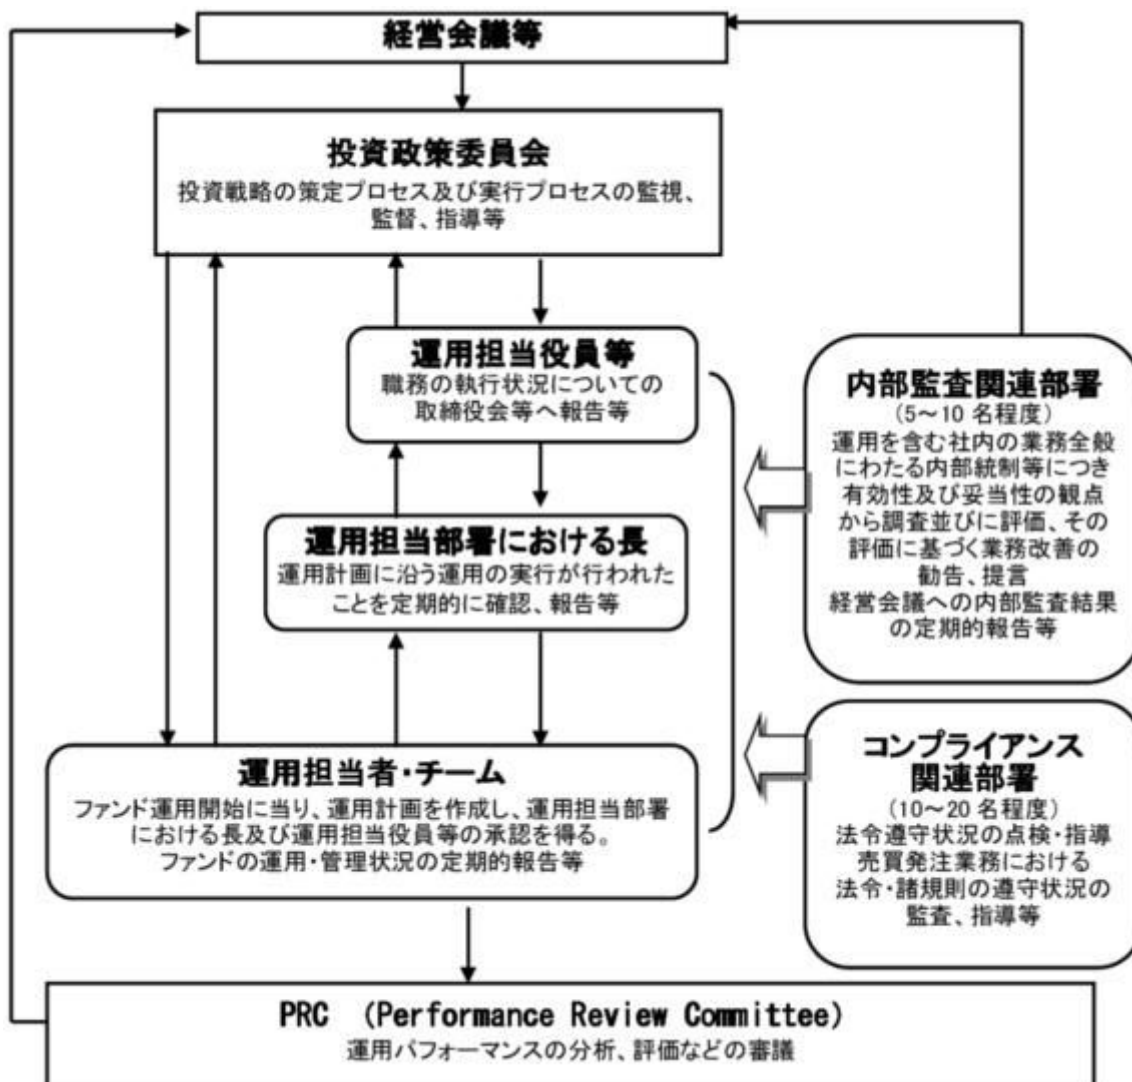 経営会議等
投資政策委員会
投資戦略の策定プロセス及び実行プロセスの監視、
監督、指導等
運用担当役員等
職務の執行状況についての
取締役会等へ報告等
運用担当部署における長
運用計画に沿う運用の実行が行われた
ことを定期的に確認、報告等
運用担当者・チーム
ファンド運用開始に当り、運用計画を作成し、運用担当部署
における長及び運用担当役員等の承認を得る。
ファンドの運用・管理状況の定期的報告等
内部監査関連部署
(5～10 名程度)
運用を含む社内の業務全般
にわたる内部統制等につき
有効性及び妥当性の観点
から調査並びに評価、その
評価に基づく業務改善の
勧告、提言
経営会議への内部監査結果
の定期的報告等
コンプライアンス
関連部署
(10～20 名程度)
法令遵守状況の点検・指導
売買発注業務における
法令・諸規則の遵守状況の
監査、指導等
PRC (Performance Review Committee)
運用パフォーマンスの分析、評価などの審議